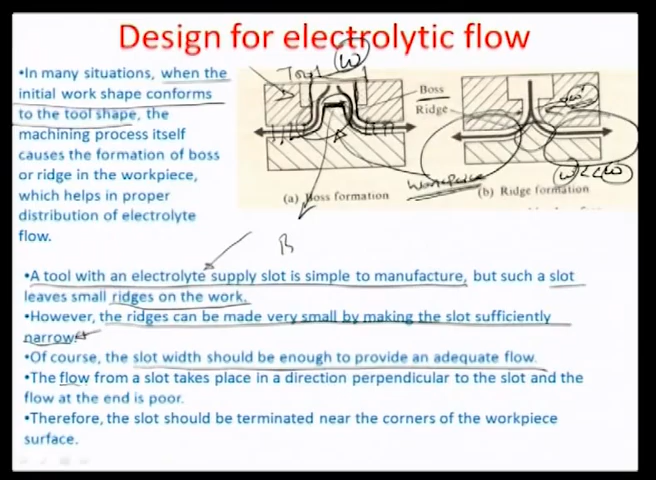 Design for electrolytic flow
•In many situations, when the
initial work shape conforms
to the tool shape, the
machining process itself
causes the formation of boss
or ridge in the workpiece,
which helps in proper
distribution of electrolyte
flow.
Tool
W
Boss
Ridge
workpiece
(a) Boss formation
(b) Ridge formation
B
•A tool with an electrolyte supply slot is simple to manufacture, but such a slot
leaves small ridges on the work.
•However, the ridges can be made very small by making the slot sufficiently
narrow.
•Of course, the slot width should be enough to provide an adequate flow.
•The flow from a slot takes place in a direction perpendicular to the slot and the
flow at the end is poor.
•Therefore, the slot should be terminated near the corners of the workpiece
surface.